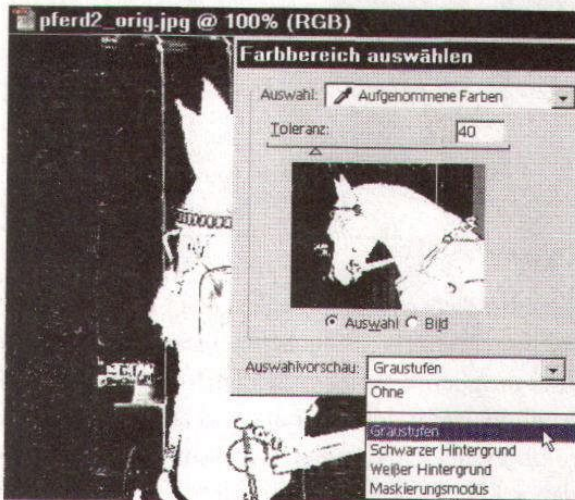 pferd2_orig.jpg @ 100% (RGB)
Farbbereich auswählen
Auswahl: Aufgenommene Farben
Toleranz: 40
Auswahl Bild
Auswahlvorschau: Graustufen
Ohne
Graustufen
Schwarzer Hintergrund
Weißer Hintergrund
Maskierungsmodus